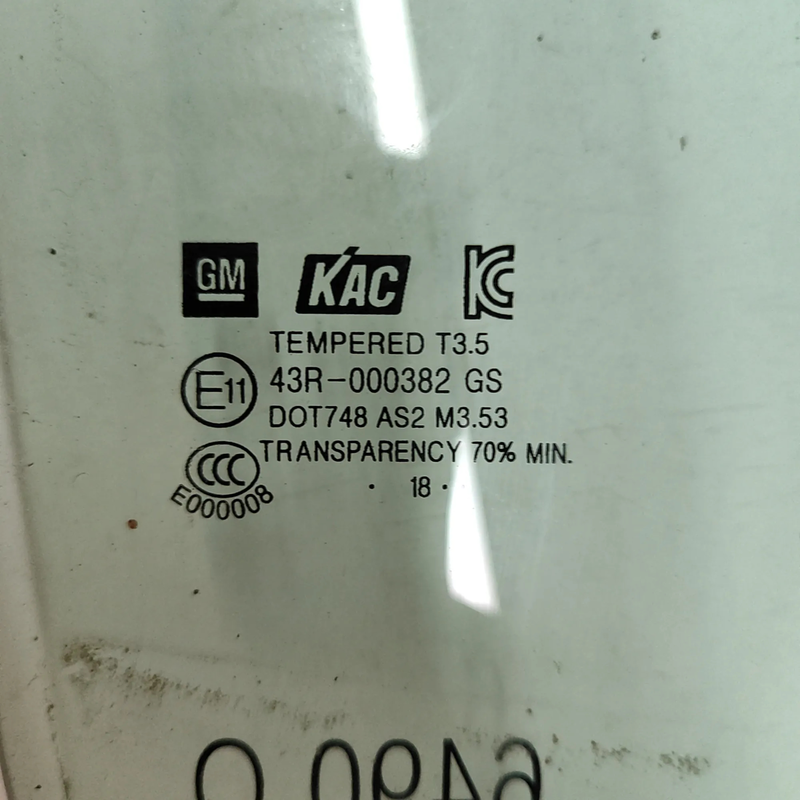 GM KAC KC
TEMPERED T3.5
E11 43R-000382 GS
DOT748 AS2 M3.53
CCC TRANSPARENCY 70% MIN.
E000008
· 18 ·